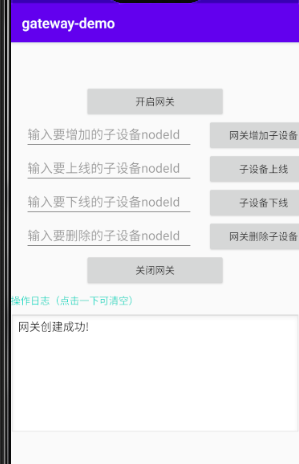 gateway-demo
开启网关
输入要增加的子设备nodeId 网关增加子设备
输入要上线的子设备nodeId 子设备上线
输入要下线的子设备nodeId 子设备下线
输入要删除的子设备nodeId 网关删除子设备
关闭网关
操作日志（点击一下可清空）
网关创建成功!